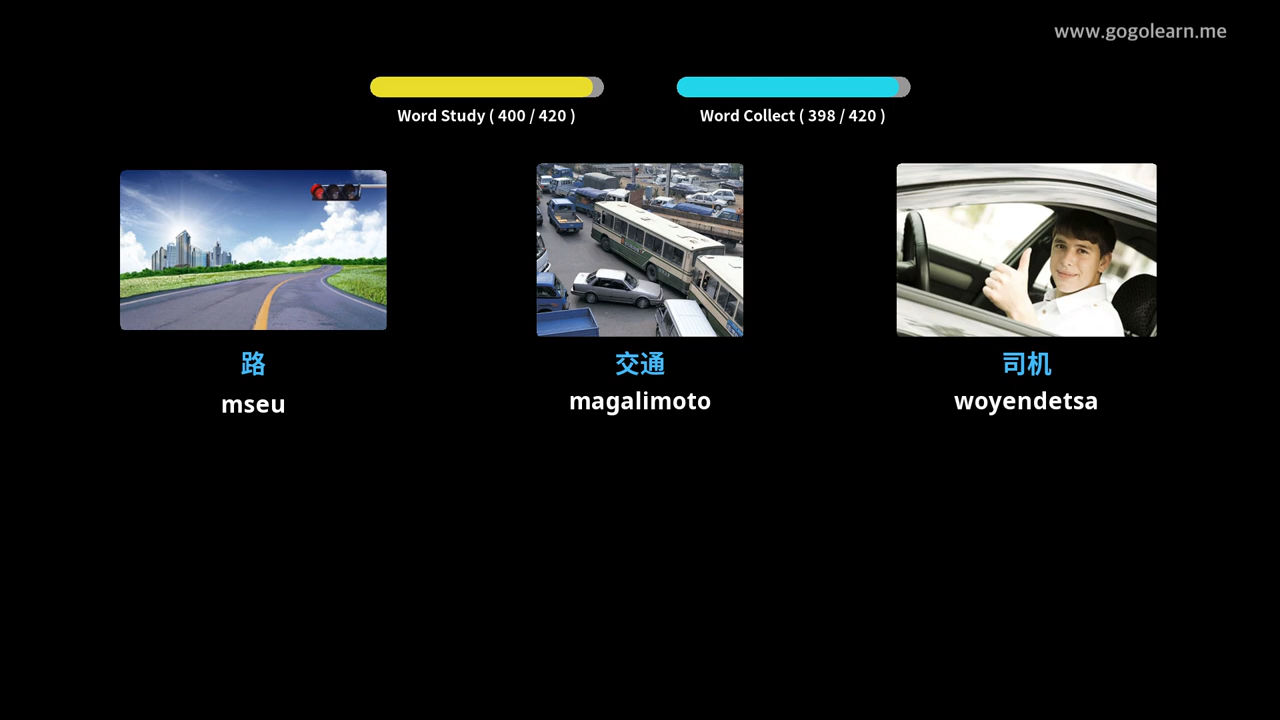 www.gogolearn.me
Word Study ( 400 / 420 )
Word Collect ( 398 / 420 )
路
交通
司机
mseu
magalimoto
woyendetsa